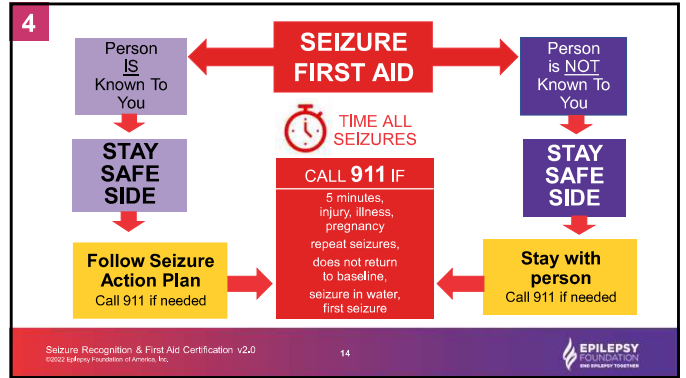 4
SEIZURE
FIRST AID
Person
IS
Known To
You
Person
is NOT
Known To
You
TIME ALL
SEIZURES
STAY
SAFE
SIDE
STAY
SAFE
SIDE
CALL 911 IF
5 minutes,
injury, illness,
pregnancy
repeat seizures,
does not return
to baseline,
seizure in water,
first seizure
Follow Seizure
Action Plan
Call 911 if needed
Stay with
person
Call 911 if needed
Seizure Recognition & First Aid Certification v2.0
©2022 Epilepsy Foundation of America, Inc.
14
EPILEPSY
FOUNDATION
END EPILEPSY TOGETHER